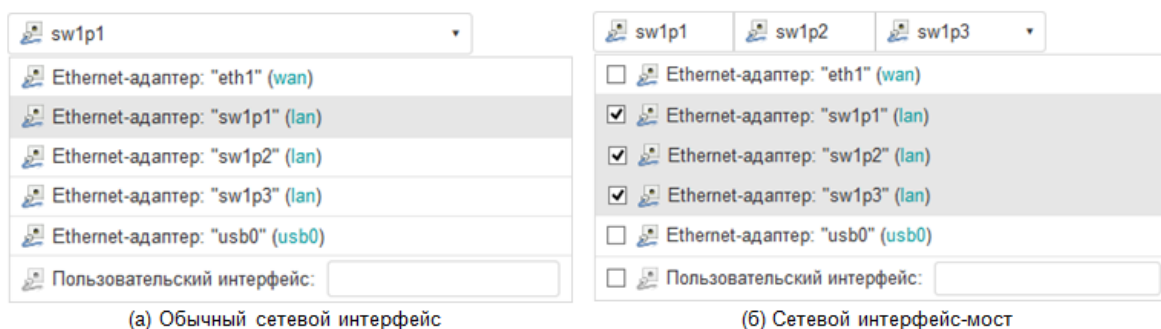 sw1p1
Ethernet-адаптер: "eth1" (wan)
Ethernet-адаптер: "sw1p1" (lan)
Ethernet-адаптер: "sw1p2" (lan)
Ethernet-адаптер: "sw1p3" (lan)
Ethernet-адаптер: "usb0" (usb0)
Пользовательский интерфейс:
(а) Обычный сетевой интерфейс
sw1p1 sw1p2 sw1p3
Ethernet-адаптер: "eth1" (wan)
Ethernet-адаптер: "sw1p1" (lan)
Ethernet-адаптер: "sw1p2" (lan)
Ethernet-адаптер: "sw1p3" (lan)
Ethernet-адаптер: "usb0" (usb0)
Пользовательский интерфейс:
(б) Сетевой интерфейс-мост